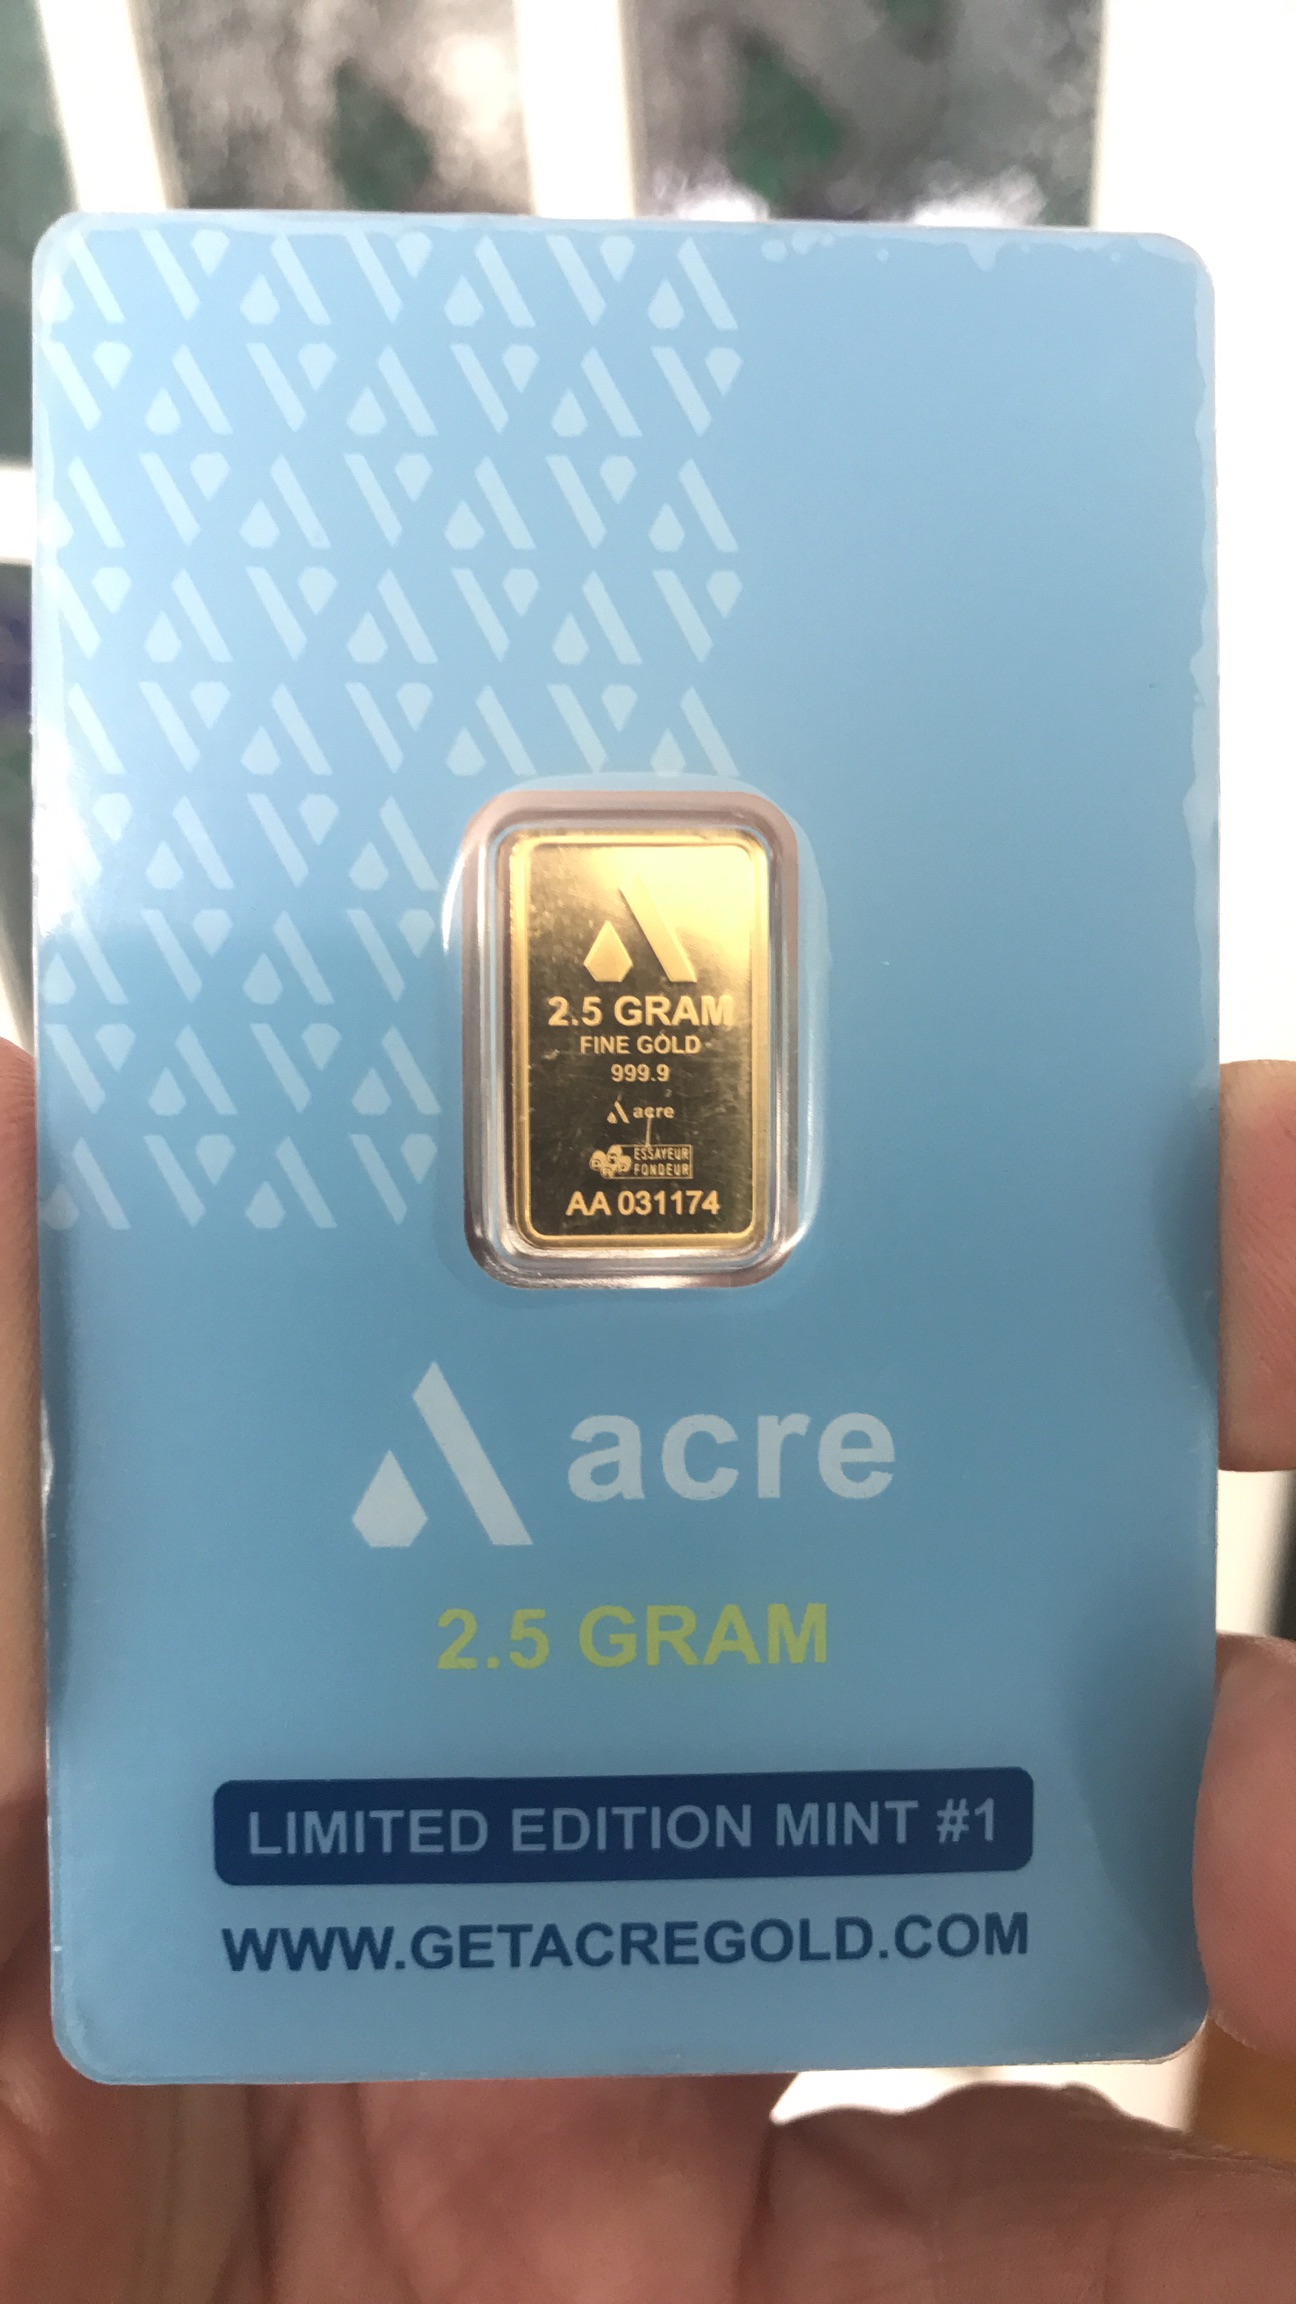 2.5 GRAM
FINE GOLD
999.9
acre
ESSAYEUR
FONDEUR
AA 031174
acre
2.5 GRAM
LIMITED EDITION MINT #1
WWW.GETACREGOLD.COM